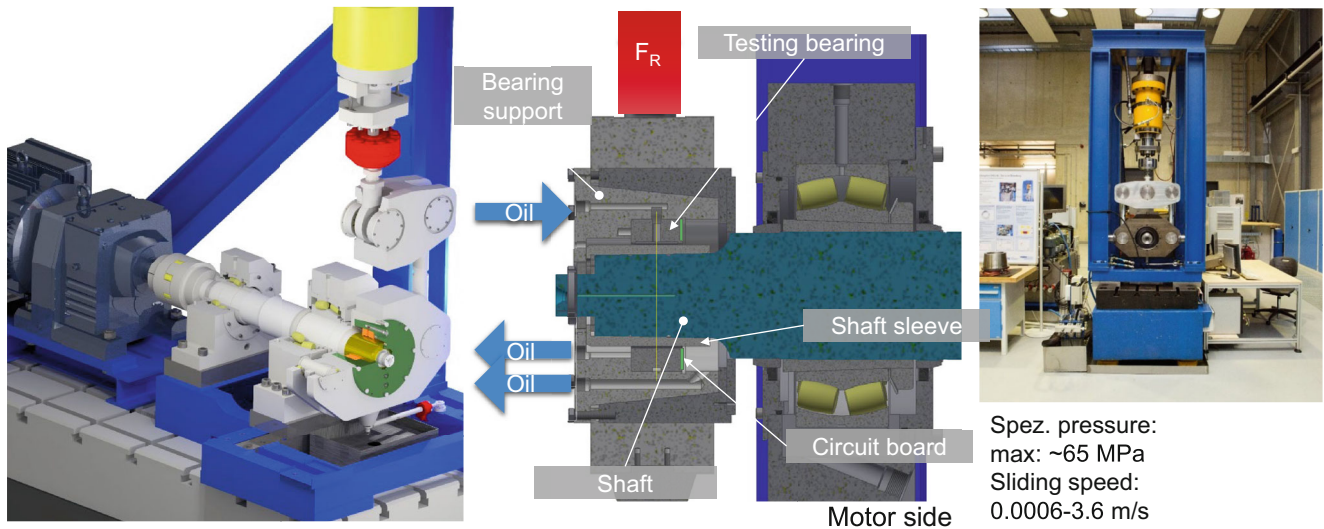 Testing bearing
F_R
Bearing
support
Oil
Shaft sleeve
Oil
Oil
Circuit board
Shaft
Motor side
Spez. pressure:
max: ~65 MPa
Sliding speed:
0.0006-3.6 m/s